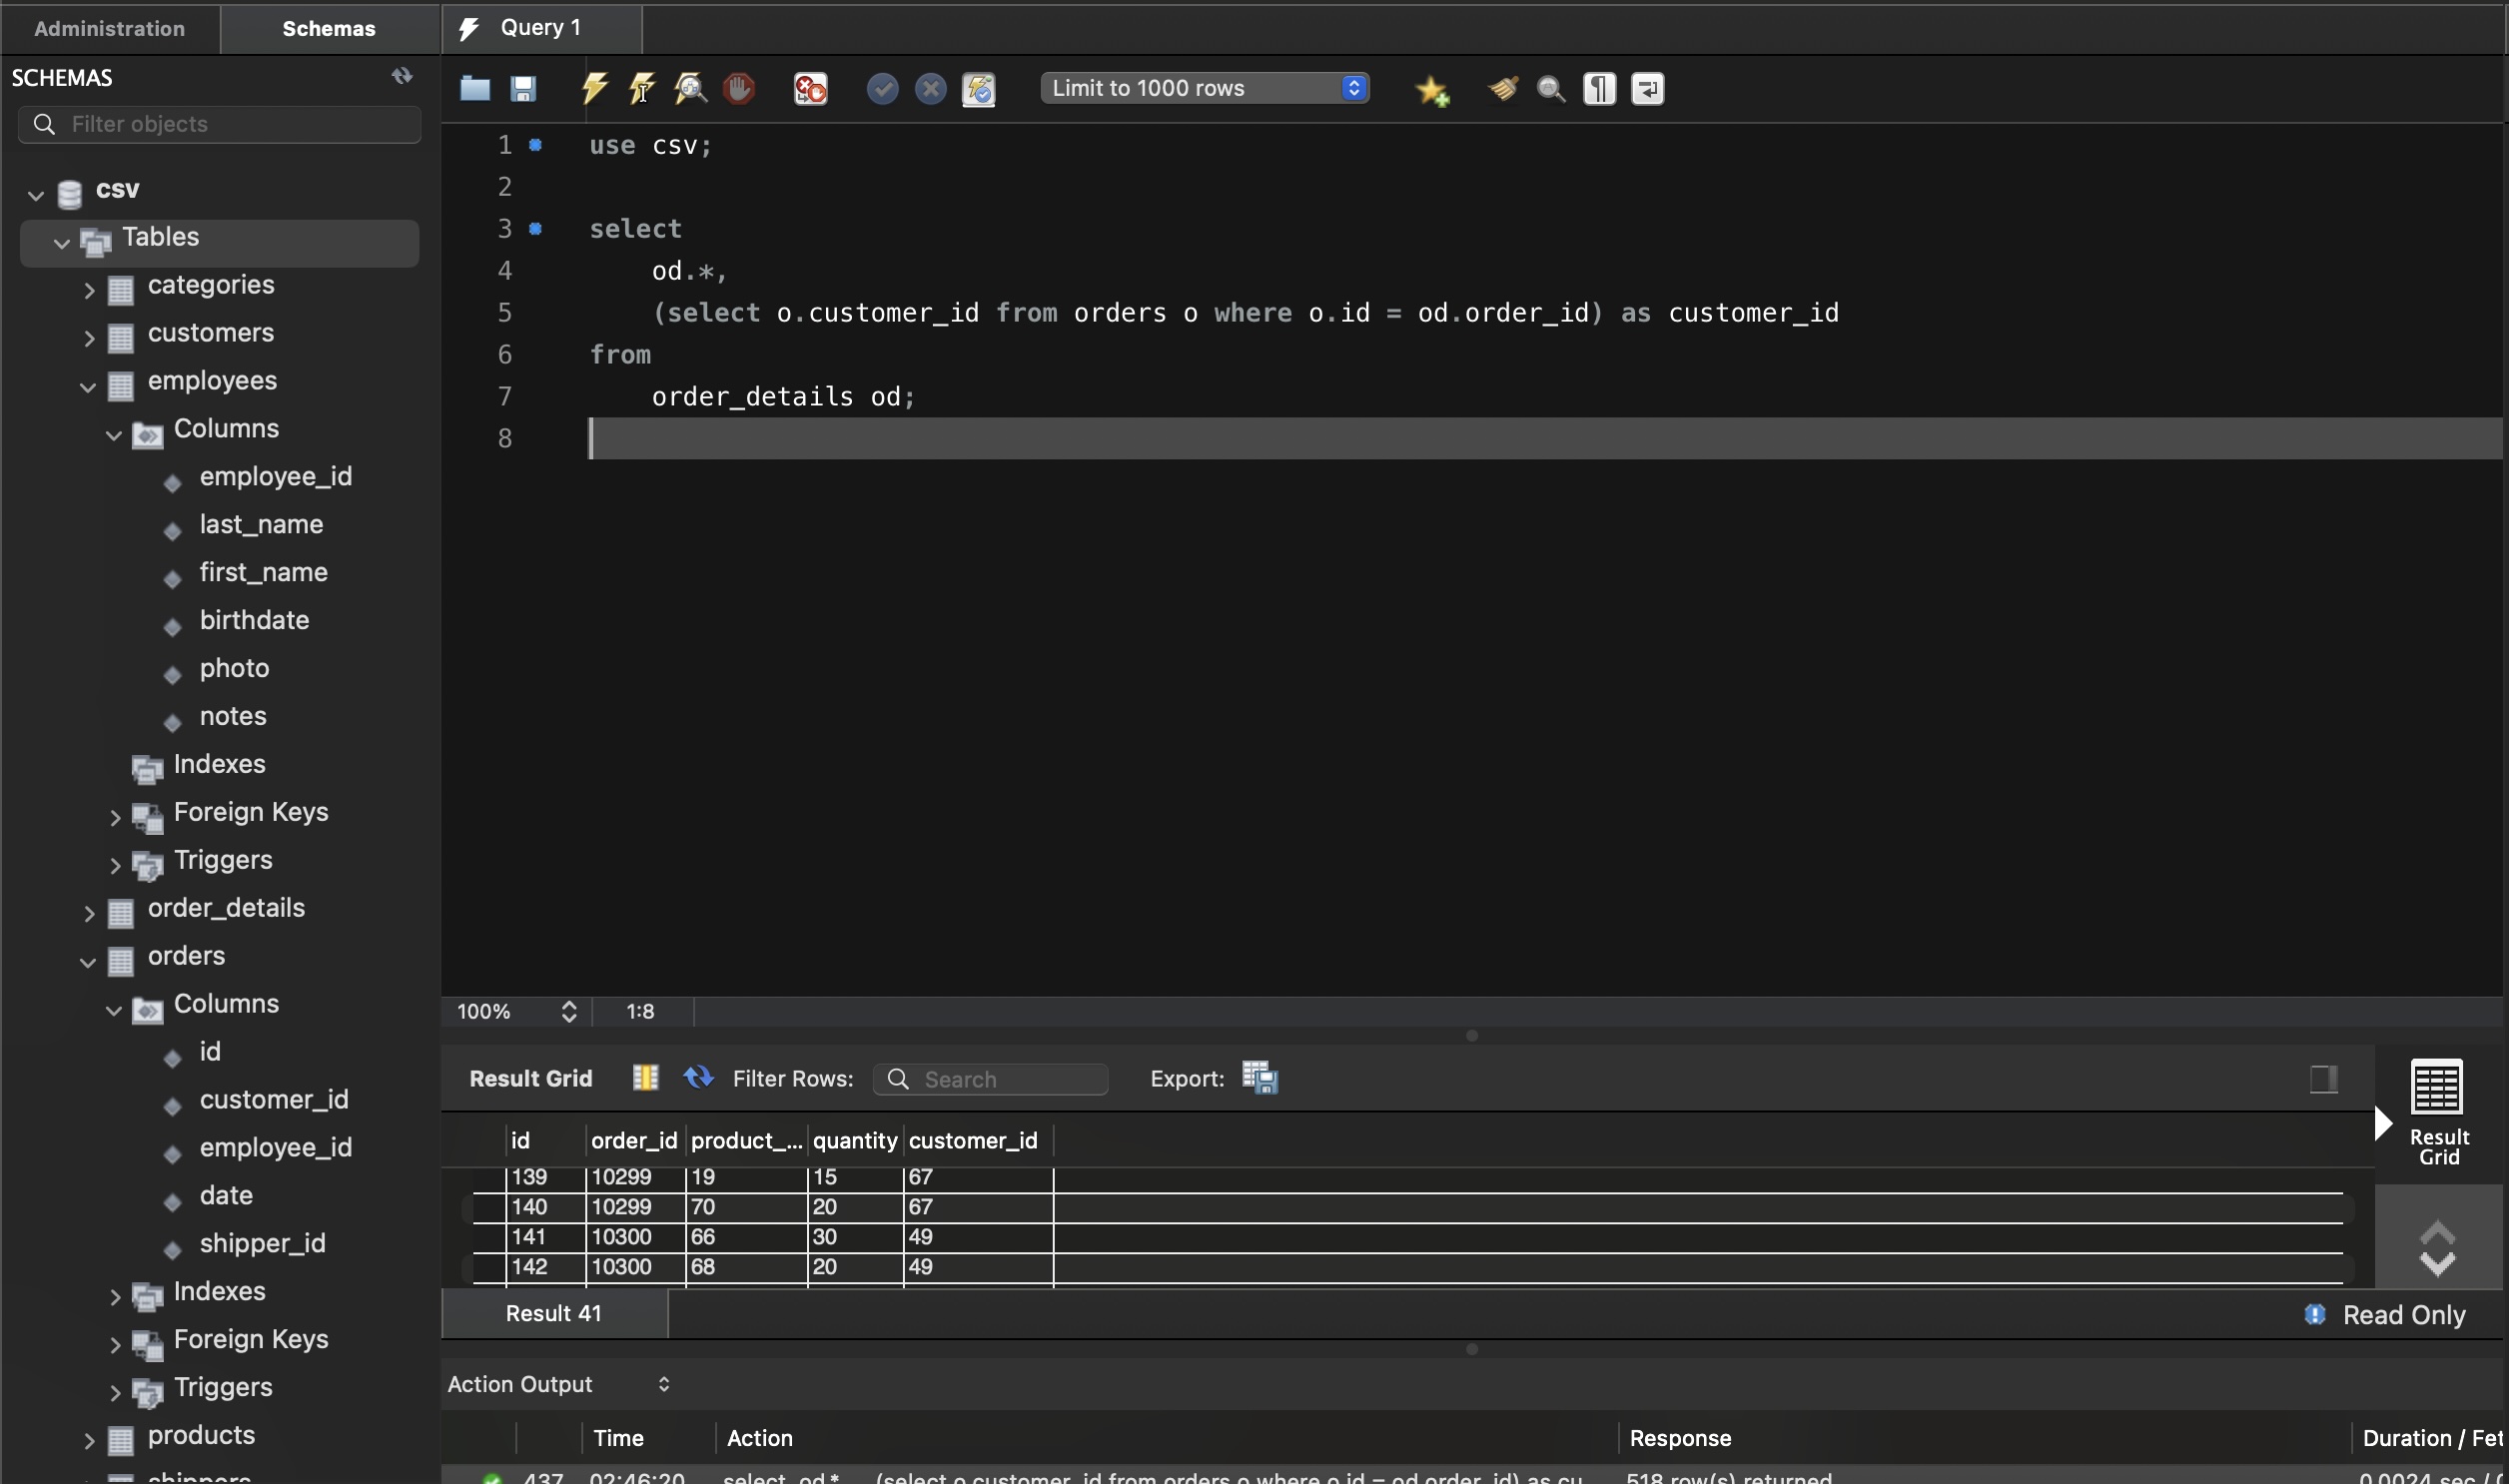 Administration
Schemas
Query 1
SCHEMAS
Filter objects
Limit to 1000 rows
csv
Tables
categories
customers
employees
Columns
employee_id
last_name
first_name
birthdate
photo
notes
Indexes
Foreign Keys
Triggers
order_details
orders
Columns
id
customer_id
employee_id
date
shipper_id
Indexes
Foreign Keys
Triggers
products
shippers
1 use csv;
2
3 select
4 od.*,
5 (select o.customer_id from orders o where o.id = od.order_id) as customer_id
6 from
7 order_details od;
8
100% 1:8
Result Grid Filter Rows: Search Export:
id order_id product_... quantity customer_id
139 10299 19 15 67
140 10299 70 20 67
141 10300 66 30 49
142 10300 68 20 49
Result
Grid
Result 41
Read Only
Action Output
Time Action Response Duration / Fet
437 02:46:20 select od.*, (select o.customer_id from orders o where o.id = od.order_id) as cu... 518 row(s) returned 0.0024 sec / 0